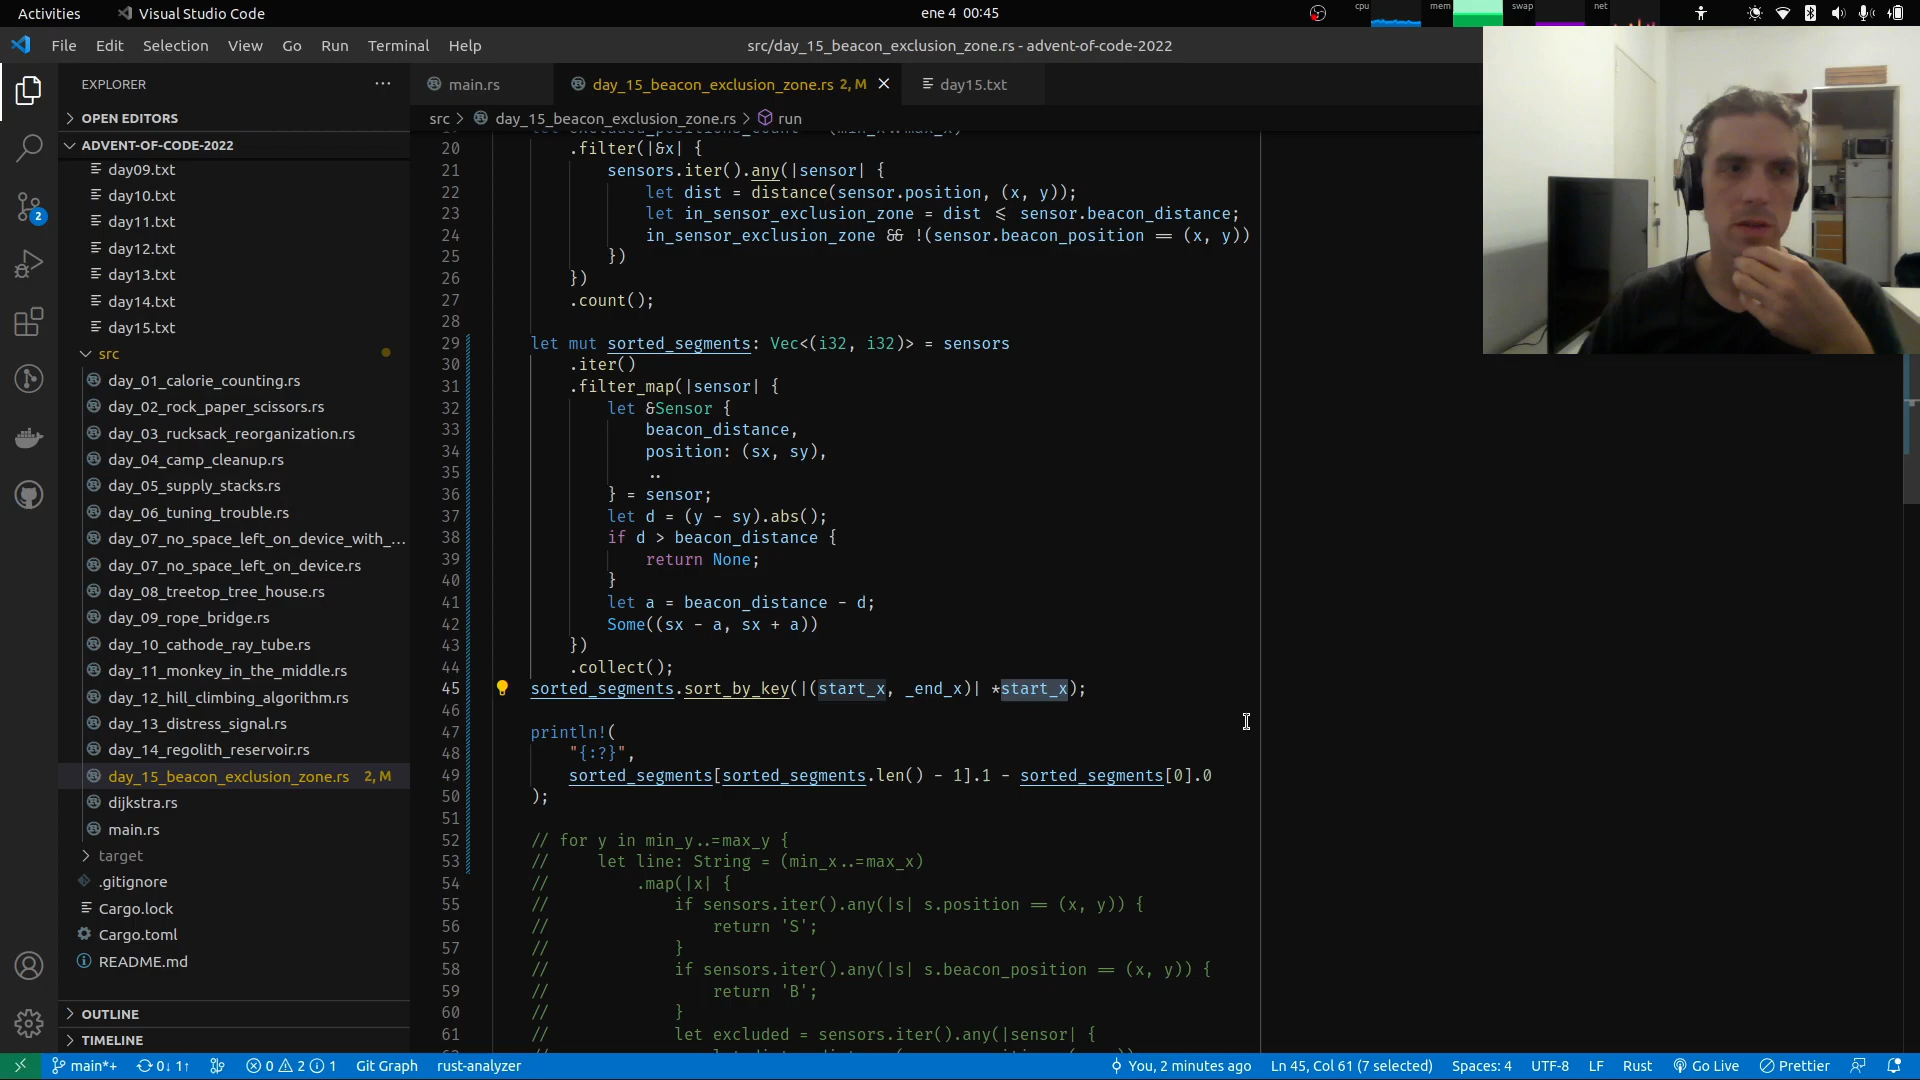 Activities
Visual Studio Code
ene 4 00:45
cpu
mem
swap
net
File Edit Selection View Go Run Terminal Help
src/day_15_beacon_exclusion_zone.rs - advent-of-code-2022
EXPLORER
OPEN EDITORS
ADVENT-OF-CODE-2022
day09.txt
day10.txt
day11.txt
day12.txt
day13.txt
day14.txt
day15.txt
src
day_01_calorie_counting.rs
day_02_rock_paper_scissors.rs
day_03_rucksack_reorganization.rs
day_04_camp_cleanup.rs
day_05_supply_stacks.rs
day_06_tuning_trouble.rs
day_07_no_space_left_on_device_with_...
day_07_no_space_left_on_device.rs
day_08_treetop_tree_house.rs
day_09_rope_bridge.rs
day_10_cathode_ray_tube.rs
day_11_monkey_in_the_middle.rs
day_12_hill_climbing_algorithm.rs
day_13_distress_signal.rs
day_14_regolith_reservoir.rs
day_15_beacon_exclusion_zone.rs 2, M
dijkstra.rs
main.rs
target
.gitignore
Cargo.lock
Cargo.toml
README.md
OUTLINE
TIMELINE
2
main.rs
day_15_beacon_exclusion_zone.rs 2, M
day15.txt
src > day_15_beacon_exclusion_zone.rs > run
20 .filter(|&x| {
21 sensors.iter().any(|sensor| {
22 let dist = distance(sensor.position, (x, y));
23 let in_sensor_exclusion_zone = dist <= sensor.beacon_distance;
24 in_sensor_exclusion_zone && !(sensor.beacon_position == (x, y))
25 })
26 })
27 .count();
28
29 let mut sorted_segments: Vec<(i32, i32)> = sensors
30 .iter()
31 .filter_map(|sensor| {
32 let &Sensor {
33 beacon_distance,
34 position: (sx, sy),
35 ..
36 } = sensor;
37 let d = (y - sy).abs();
38 if d > beacon_distance {
39 return None;
40 }
41 let a = beacon_distance - d;
42 Some((sx - a, sx + a))
43 })
44 .collect();
45 sorted_segments.sort_by_key(|(start_x, _end_x)| *start_x);
46
47 println!(
48 "{:?}",
49 sorted_segments[sorted_segments.len() - 1].1 - sorted_segments[0].0
50 );
51
52 // for y in min_y..=max_y {
53 // let line: String = (min_x..=max_x)
54 // .map(|x| {
55 // if sensors.iter().any(|s| s.position == (x, y)) {
56 // return 'S';
57 // }
58 // if sensors.iter().any(|s| s.beacon_position == (x, y)) {
59 // return 'B';
60 // }
61 // let excluded = sensors.iter().any(|sensor| {
main*+ 0↓ 1↑ 0 2 1 Git Graph rust-analyzer
You, 2 minutes ago Ln 45, Col 61 (7 selected) Spaces: 4 UTF-8 LF Rust Go Live Prettier